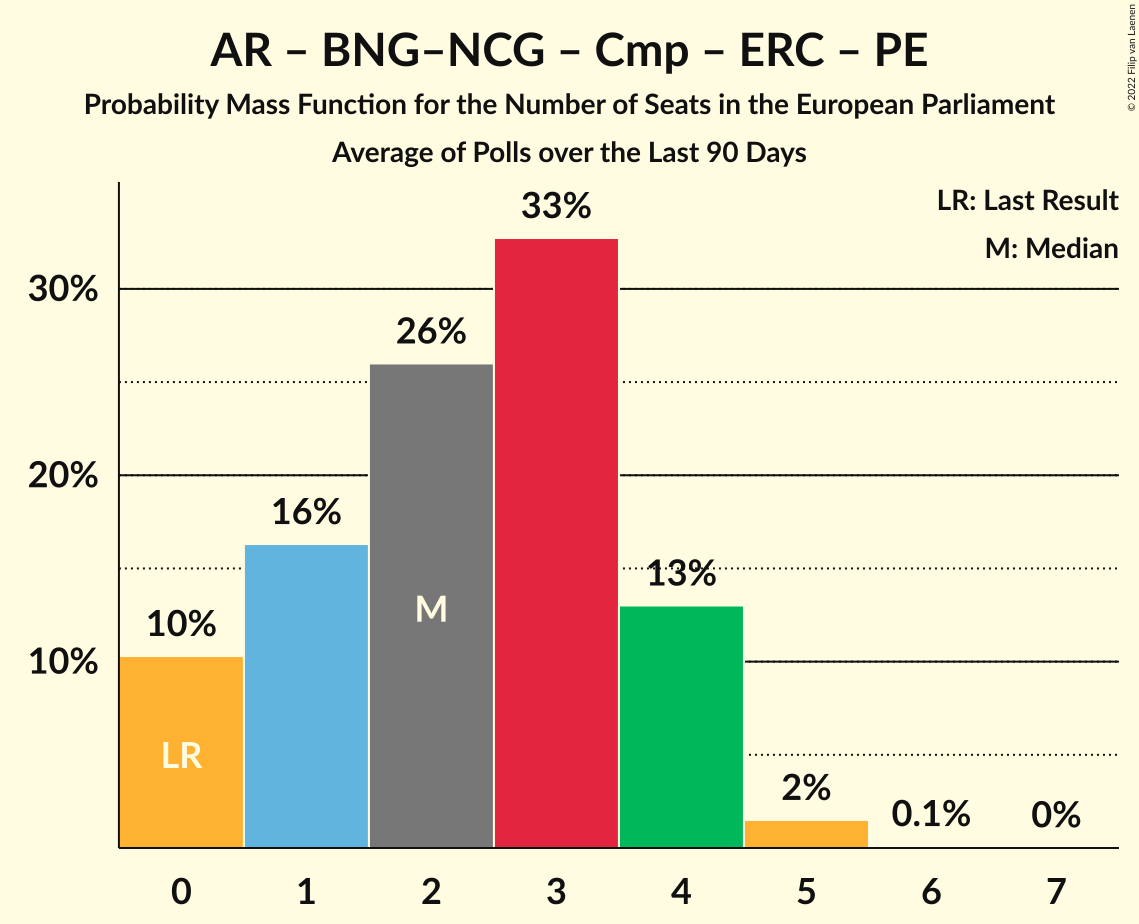 AR – BNG–NCG – Cmp – ERC – PE
Probability Mass Function for the Number of Seats in the European Parliament
Average of Polls over the Last 90 Days
© 2022 Filip van Laenen
LR: Last Result
M: Median
33%
30%
26%
20%
16%
13%
10%
10%
M
LR
2%
0.1%
0%
0 1 2 3 4 5 6 7